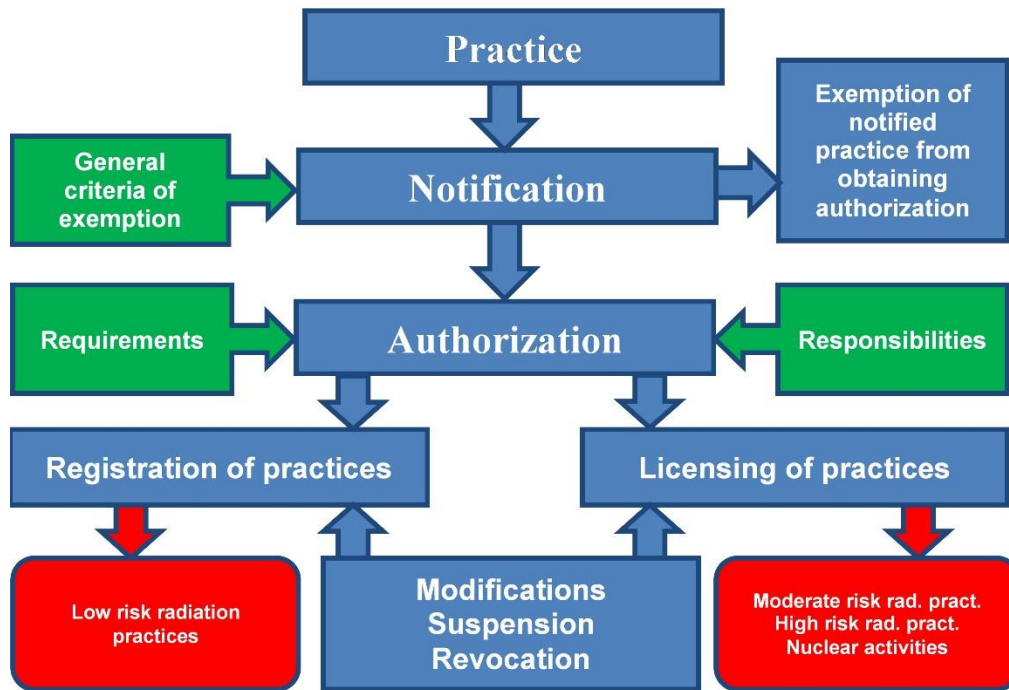 Practice
Exemption of
notified
practice from
obtaining
authorization
General
criteria of
exemption
Notification
Requirements
Authorization
Responsibilities
Registration of practices
Licensing of practices
Low risk radiation
practices
Modifications
Suspension
Revocation
Moderate risk rad. pract.
High risk rad. pract.
Nuclear activities